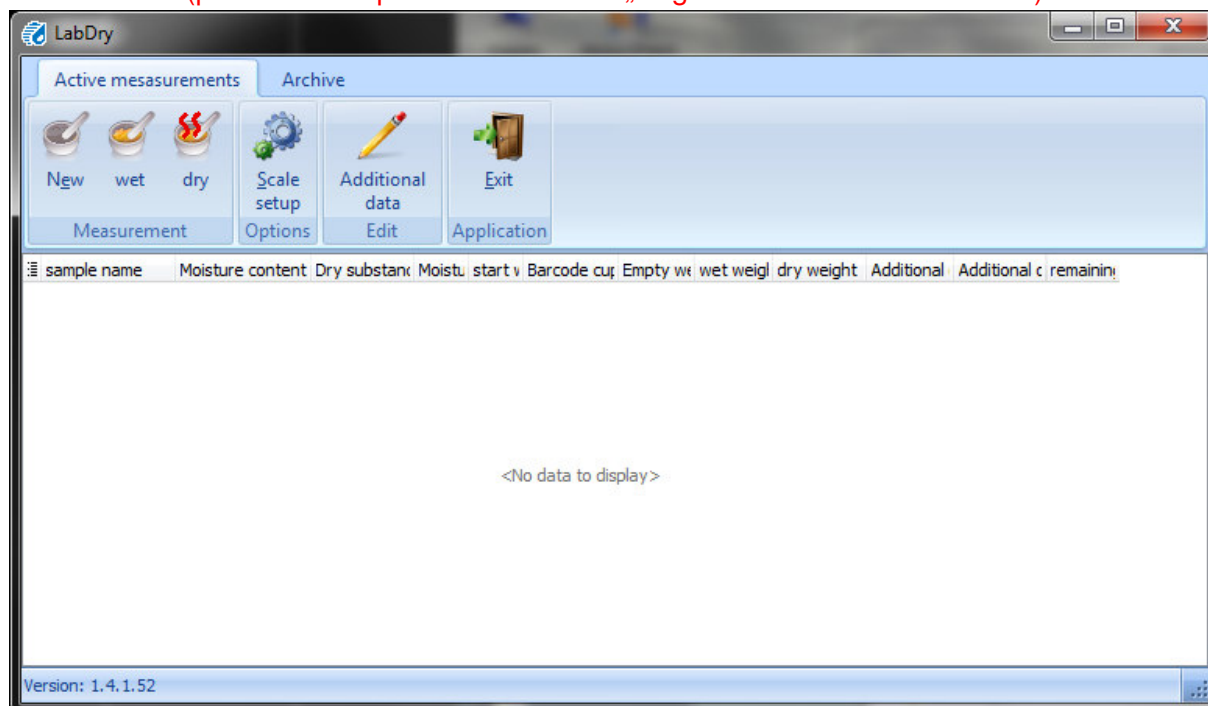 LabDry
Active mesasurements Archive
New wet dry Scale setup Additional data Exit
Measurement Options Edit Application
sample name Moisture content Dry substanc Moistu start Barcode cup Empty we wet weigl dry weight Additional Additional c remaining
<No data to display>
Version: 1.4.1.52